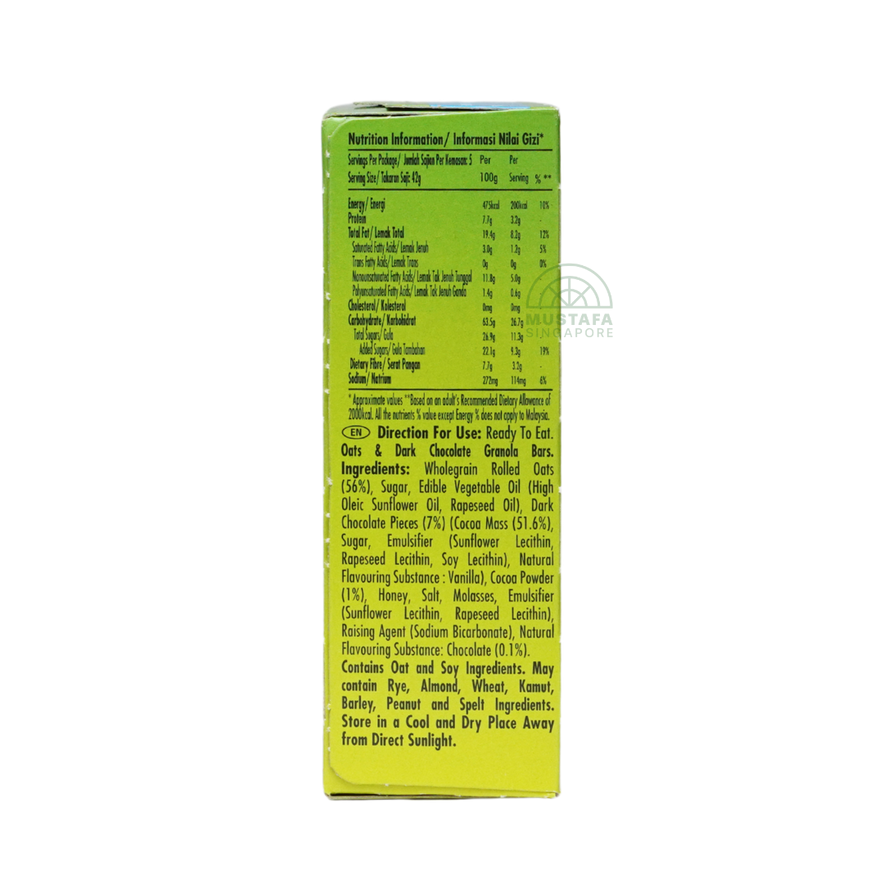 Nutrition Information/ Informasi Nilai Gizi*
Servings Per Package/ Jumlah Sajian Per Kemasan: 5 Per Per
Serving Size/ Takaran Saji: 42g 100g Serving % **
Energy/ Energi 475kcal 200kcal 10%
Protein 7.7g 3.2g -
Total Fat/ Lemak Total 19.4g 8.2g 12%
Saturated Fatty Acids/ Lemak Jenuh 3.0g 1.3g 5%
Trans Fatty Acids/ Lemak Trans 0g 0g 0%
Monounsaturated Fatty Acids/ Lemak Tak Jenuh Tunggal 11.8g 5.0g
Polyunsaturated Fatty Acids/ Lemak Tak Jenuh Ganda 1.4g 0.6g
Cholesterol/ Kolesterol 0mg 0mg
Carbohydrate/ Karbohidrat 63.5g 26.7g
Total Sugars/ Gula 26.9g 11.3g
Added Sugars/ Gula Tambahan 22.1g 9.3g 19%
Dietary Fibre/ Serat Pangan 7.7g 3.2g -
Sodium/ Natrium 272mg 114mg 6%
* Approximate values **Based on an adult's Recommended Dietary Allowance of
2000kcal. All the nutrients % value except Energy % does not apply to Malaysia.
EN Direction For Use: Ready To Eat.
Oats & Dark Chocolate Granola Bars.
Ingredients: Wholegrain Rolled Oats
(56%), Sugar, Edible Vegetable Oil (High
Oleic Sunflower Oil, Rapeseed Oil), Dark
Chocolate Pieces (7%) (Cocoa Mass (51.6%),
Sugar, Emulsifier (Sunflower Lecithin,
Rapeseed Lecithin, Soy Lecithin), Natural
Flavouring Substance : Vanilla), Cocoa Powder
(1%), Honey, Salt, Molasses, Emulsifier
(Sunflower Lecithin, Rapeseed Lecithin),
Raising Agent (Sodium Bicarbonate), Natural
Flavouring Substance: Chocolate (0.1%).
Contains Oat and Soy Ingredients. May
contain Rye, Almond, Wheat, Kamut,
Barley, Peanut and Spelt Ingredients.
Store in a Cool and Dry Place Away
from Direct Sunlight.
MUSTAFA
SINGAPORE